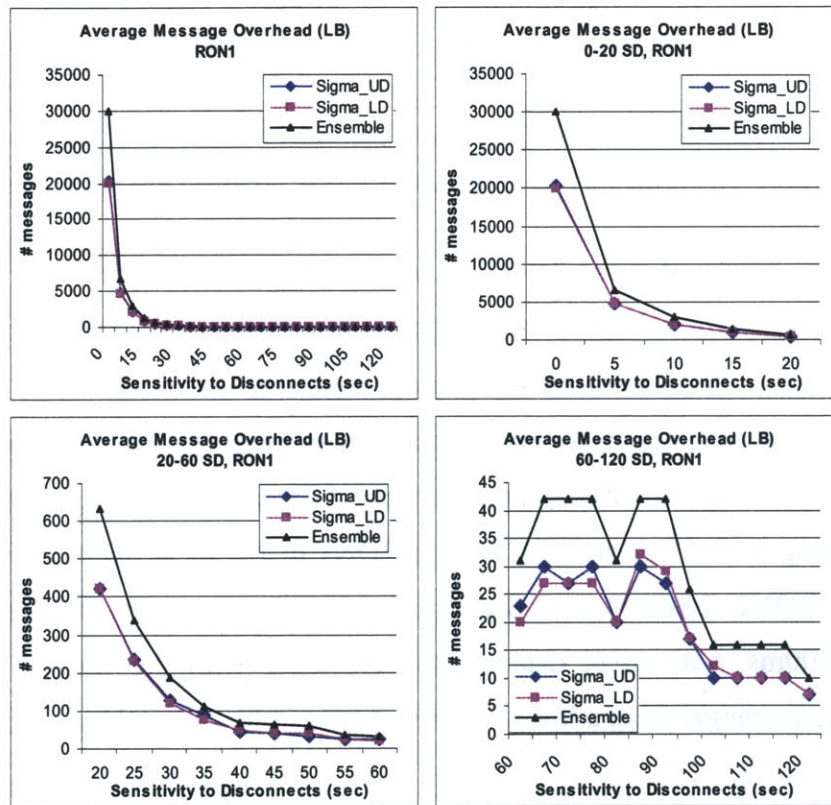 Average Message Overhead (LB)
RON1
35000
30000
25000
20000
15000
10000
5000
0
# messages
Sigma_UD
Sigma_LD
Ensemble
0
15
30
45
60
75
90
105
120
Sensitivity to Disconnects (sec)
Average Message Overhead (LB)
0-20 SD, RON1
35000
30000
25000
20000
15000
10000
5000
0
# messages
Sigma_UD
Sigma_LD
Ensemble
0
5
10
15
20
Sensitivity to Disconnects (sec)
Average Message Overhead (LB)
20-60 SD, RON1
700
600
500
400
300
200
100
0
# messages
Sigma_UD
Sigma_LD
Ensemble
20
25
30
35
40
45
50
55
60
Sensitivity to Disconnects (sec)
Average Message Overhead (LB)
60-120 SD, RON1
45
40
35
30
25
20
15
10
5
0
# messages
Sigma_UD
Sigma_LD
Ensemble
60
70
80
90
100
110
120
Sensitivity to Disconnects (sec)